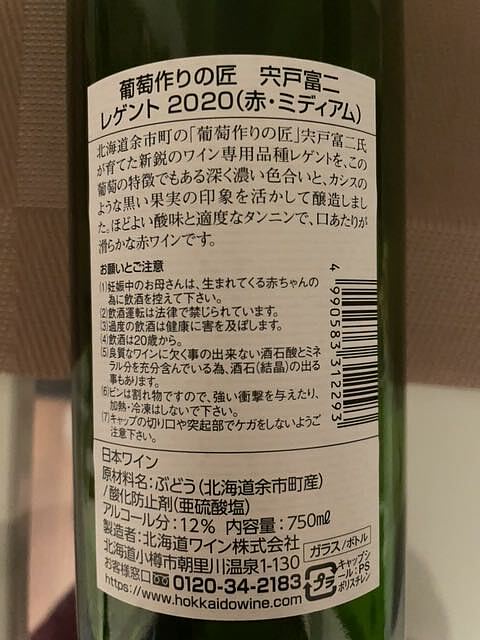 葡萄作りの匠 宍戸富二
レゲント 2020(赤・ミディアム)
北海道余市町の「葡萄作りの匠」宍戸富二氏
が育てた新鋭のワイン専用品種レゲントを、この
葡萄の特徴でもある深く濃い色合いと、カシスの
ような黒い果実の印象を活かして醸造しまし
た。ほどよい酸味と適度なタンニンで、口あたりが
滑らかな赤ワインです。
お願いとご注意
(1)妊娠中のお母さんは、生まれてくる赤ちゃんの
為に飲酒を控えて下さい。
(2)飲酒運転は法律で禁じられています。
(3)過度の飲酒は健康に害を及ぼします。
(4)飲酒は20歳から。
(5)良質なワインに欠く事の出来ない酒石酸とミネ
ラル分を充分含んでいる為、酒石(結晶)の出る
事もあります。
(6)ビンは割れ物ですので、強い衝撃を与えたり、
加熱・冷凍はしないで下さい。
(7)キャップの切り口や突起部でケガをしないようご
注意下さい。
4 990583 312293
日本ワイン
原材料名:ぶどう(北海道余市町産)
/酸化防止剤(亜硫酸塩)
アルコール分:12% 内容量:750mℓ
製造者:北海道ワイン株式会社
北海道小樽市朝里川温泉1-130
お客様窓口 0120-34-2183
https://www.hokkaidowine.com
ガラス/ボトル
プラ
キャップシ
ール:PS
ポリスチレン